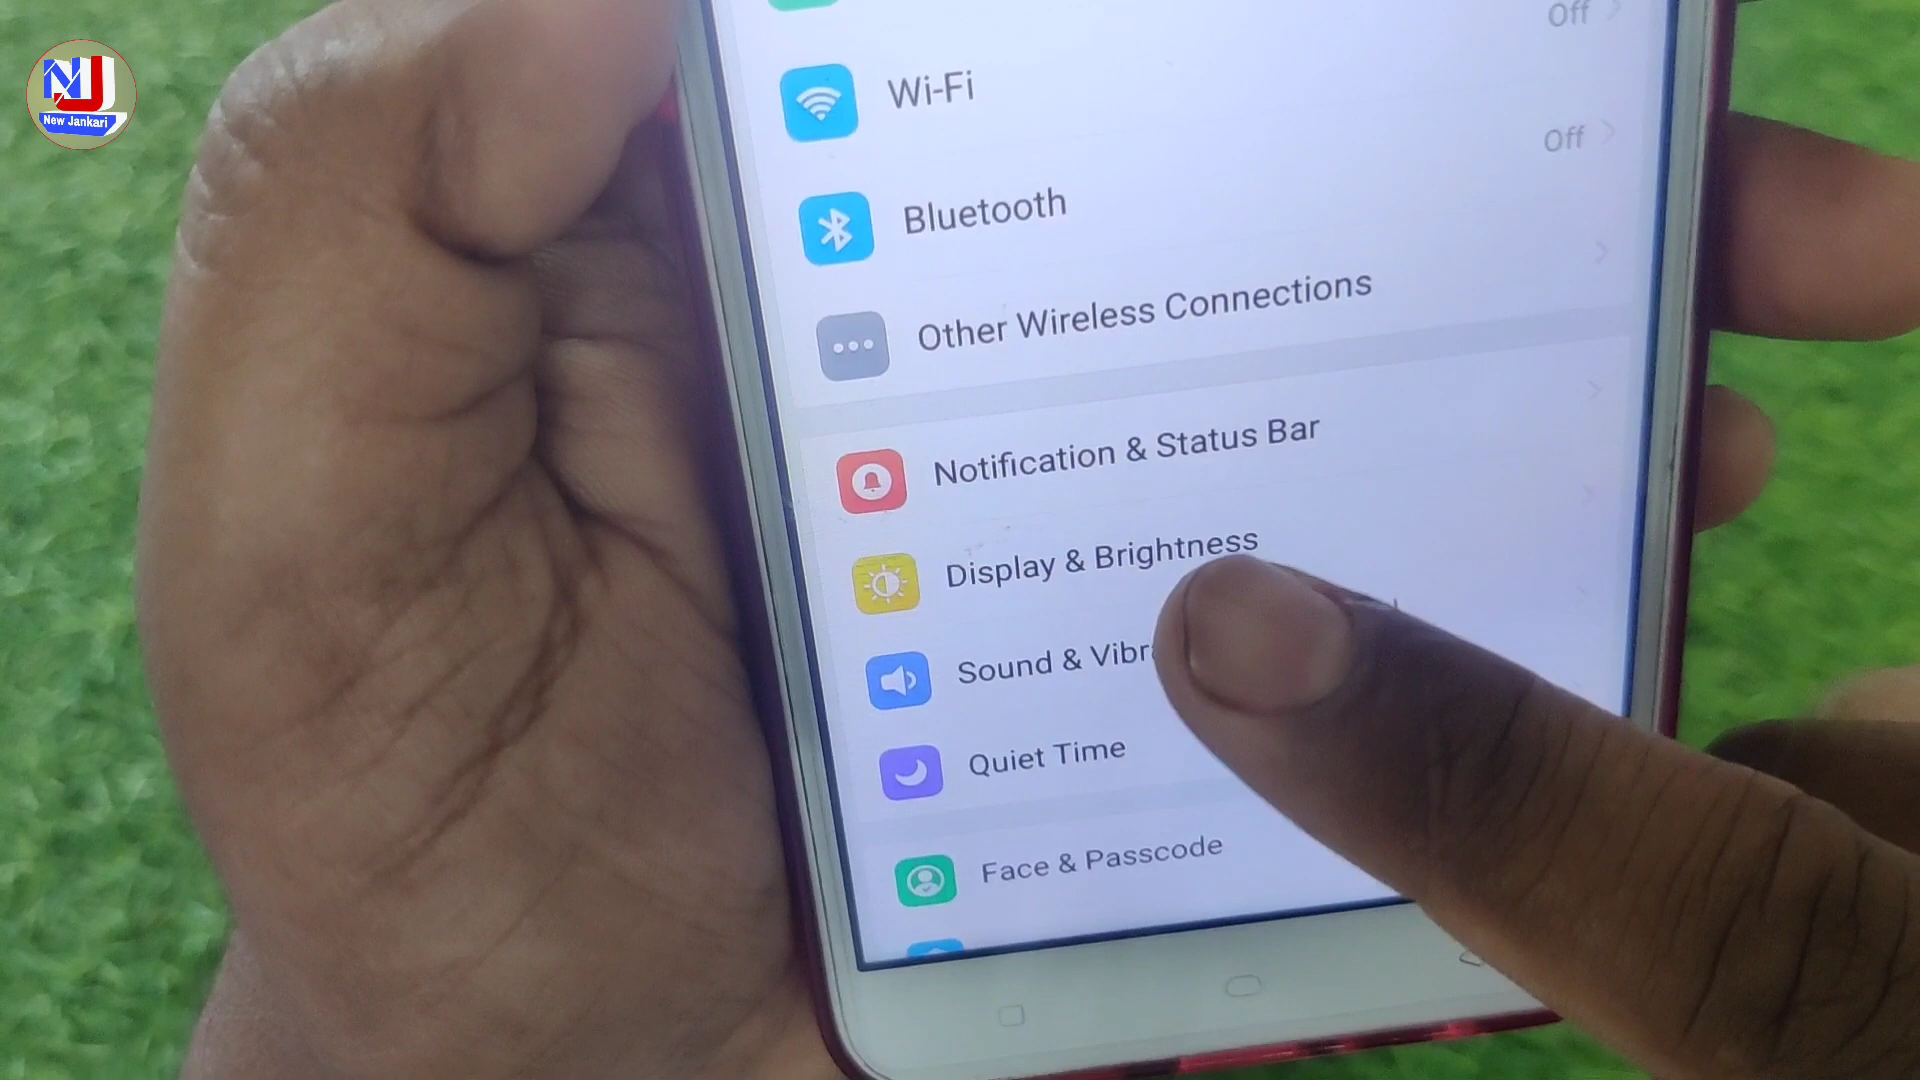 NJ
New Jankari
Off
Wi-Fi
Off
Bluetooth
Other Wireless Connections
Notification & Status Bar
Display & Brightness
Sound &
Quiet Time
Face & Passcode